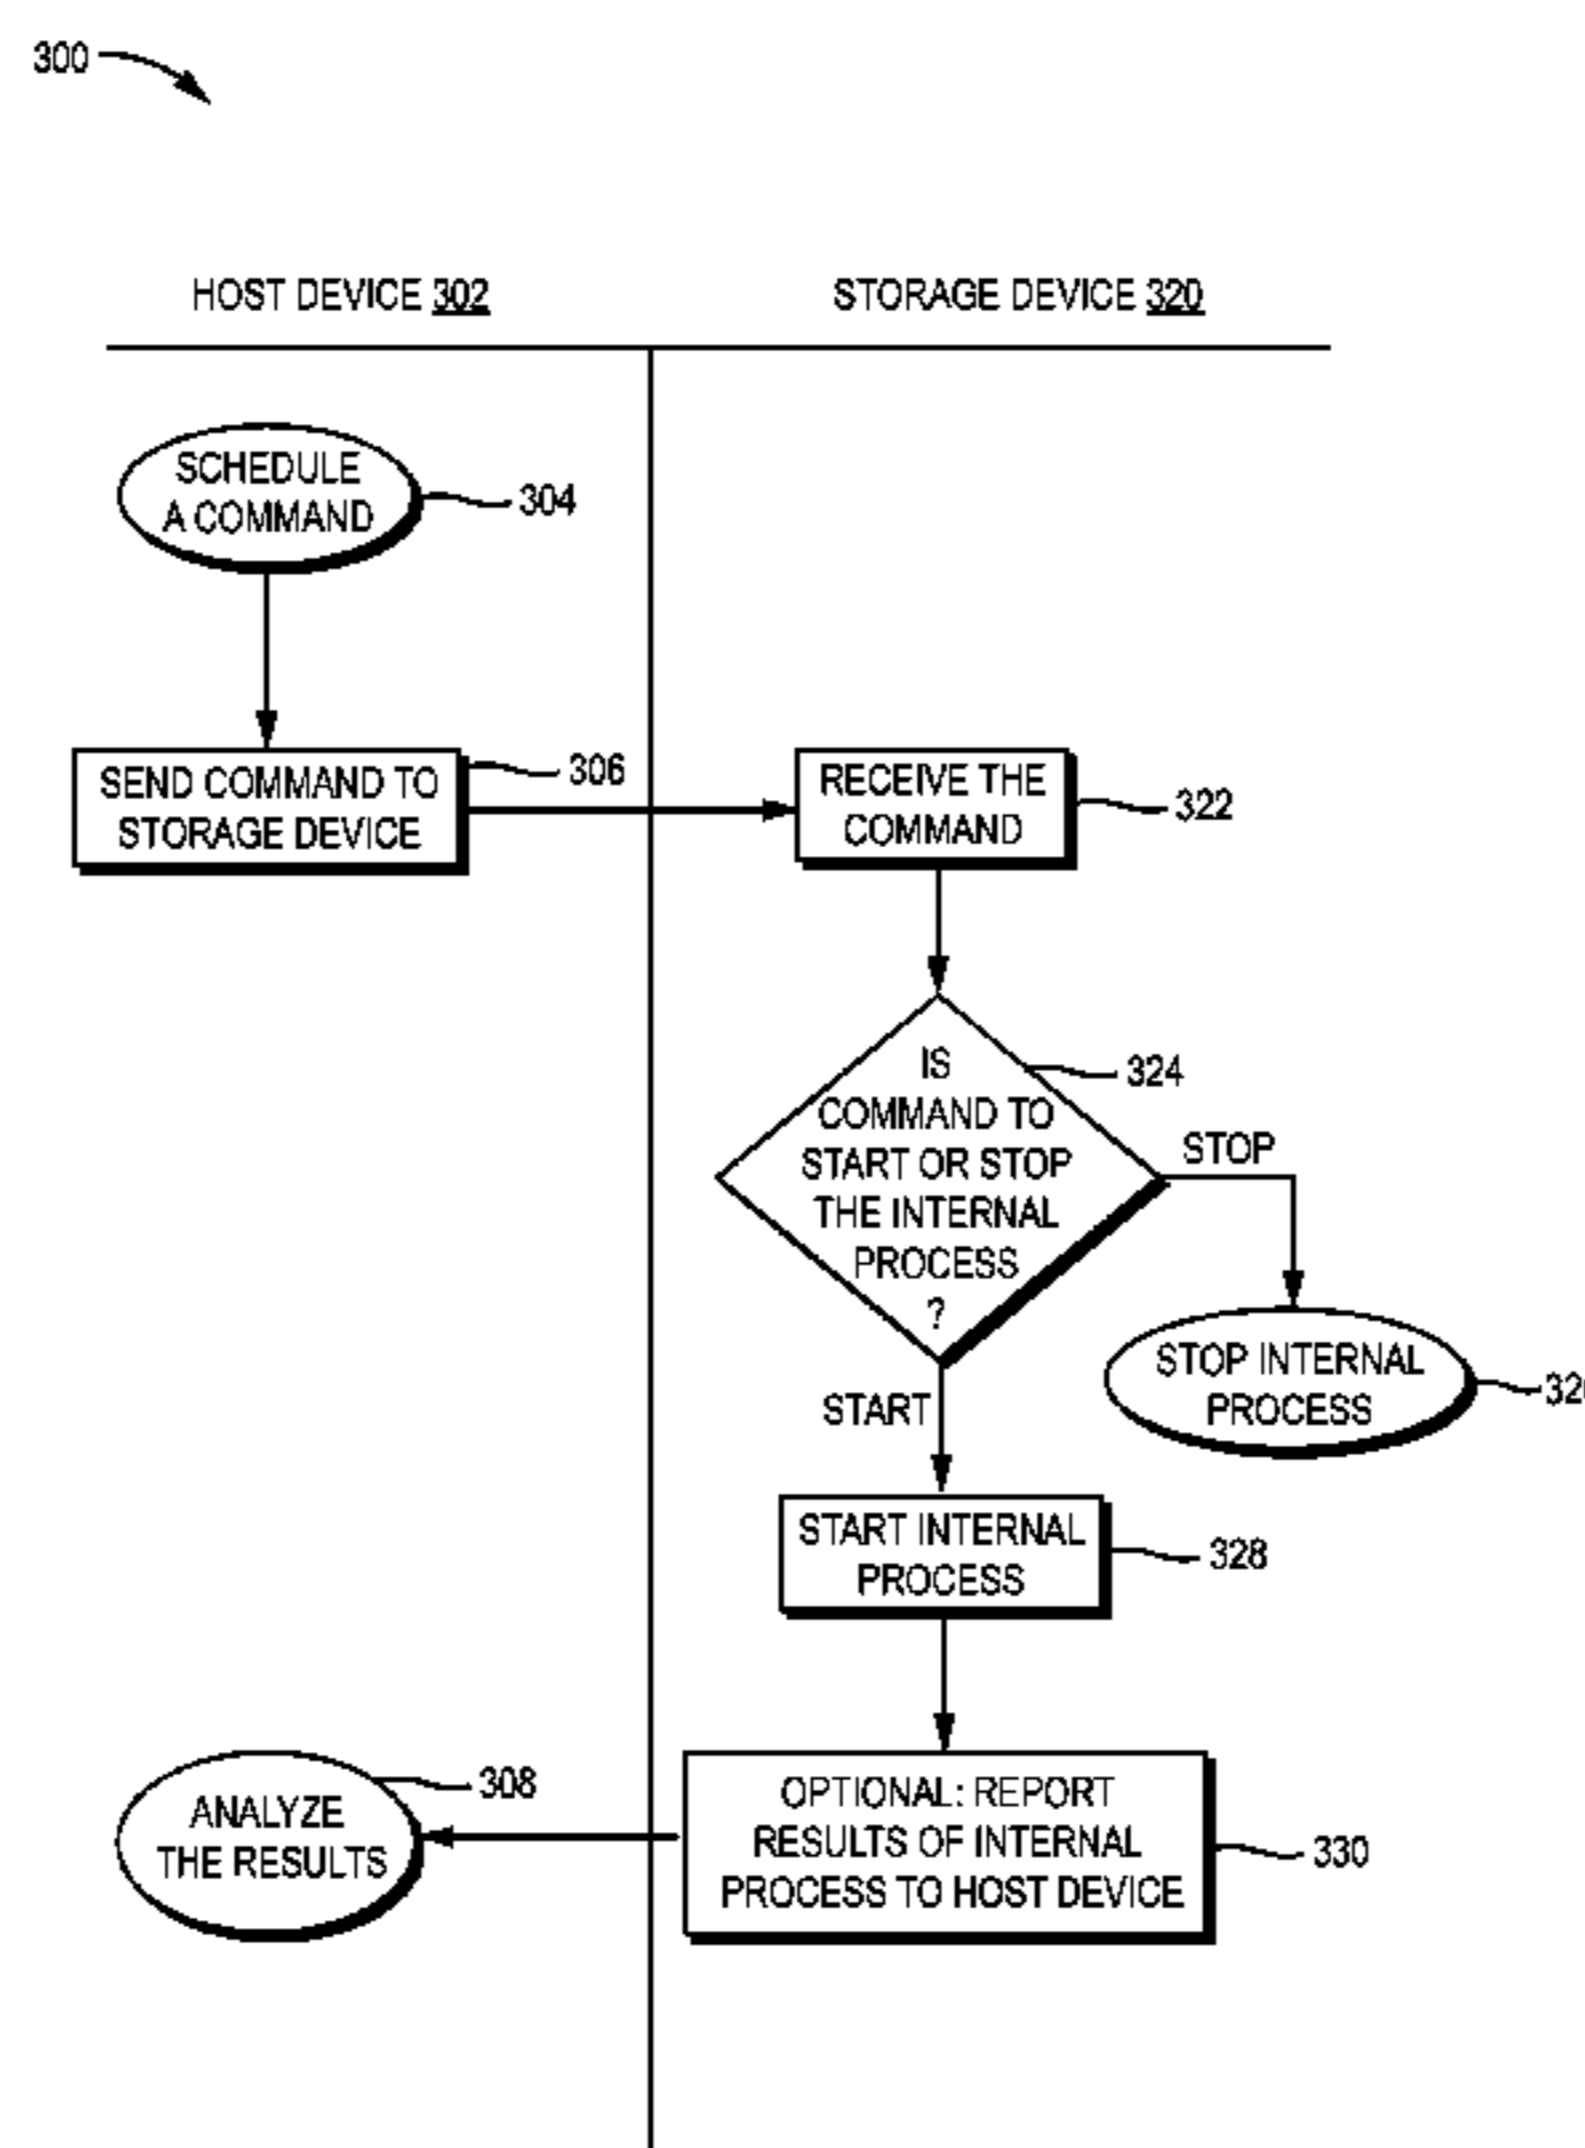 300
HOST DEVICE 302
STORAGE DEVICE 320
SCHEDULE
A COMMAND
304
SEND COMMAND TO
STORAGE DEVICE
306
RECEIVE THE
COMMAND
322
IS
COMMAND TO
START OR STOP
THE INTERNAL
PROCESS
?
324
STOP
STOP INTERNAL
PROCESS
START
START INTERNAL
PROCESS
328
OPTIONAL: REPORT
RESULTS OF INTERNAL
PROCESS TO HOST DEVICE
330
ANALYZE
THE RESULTS
308